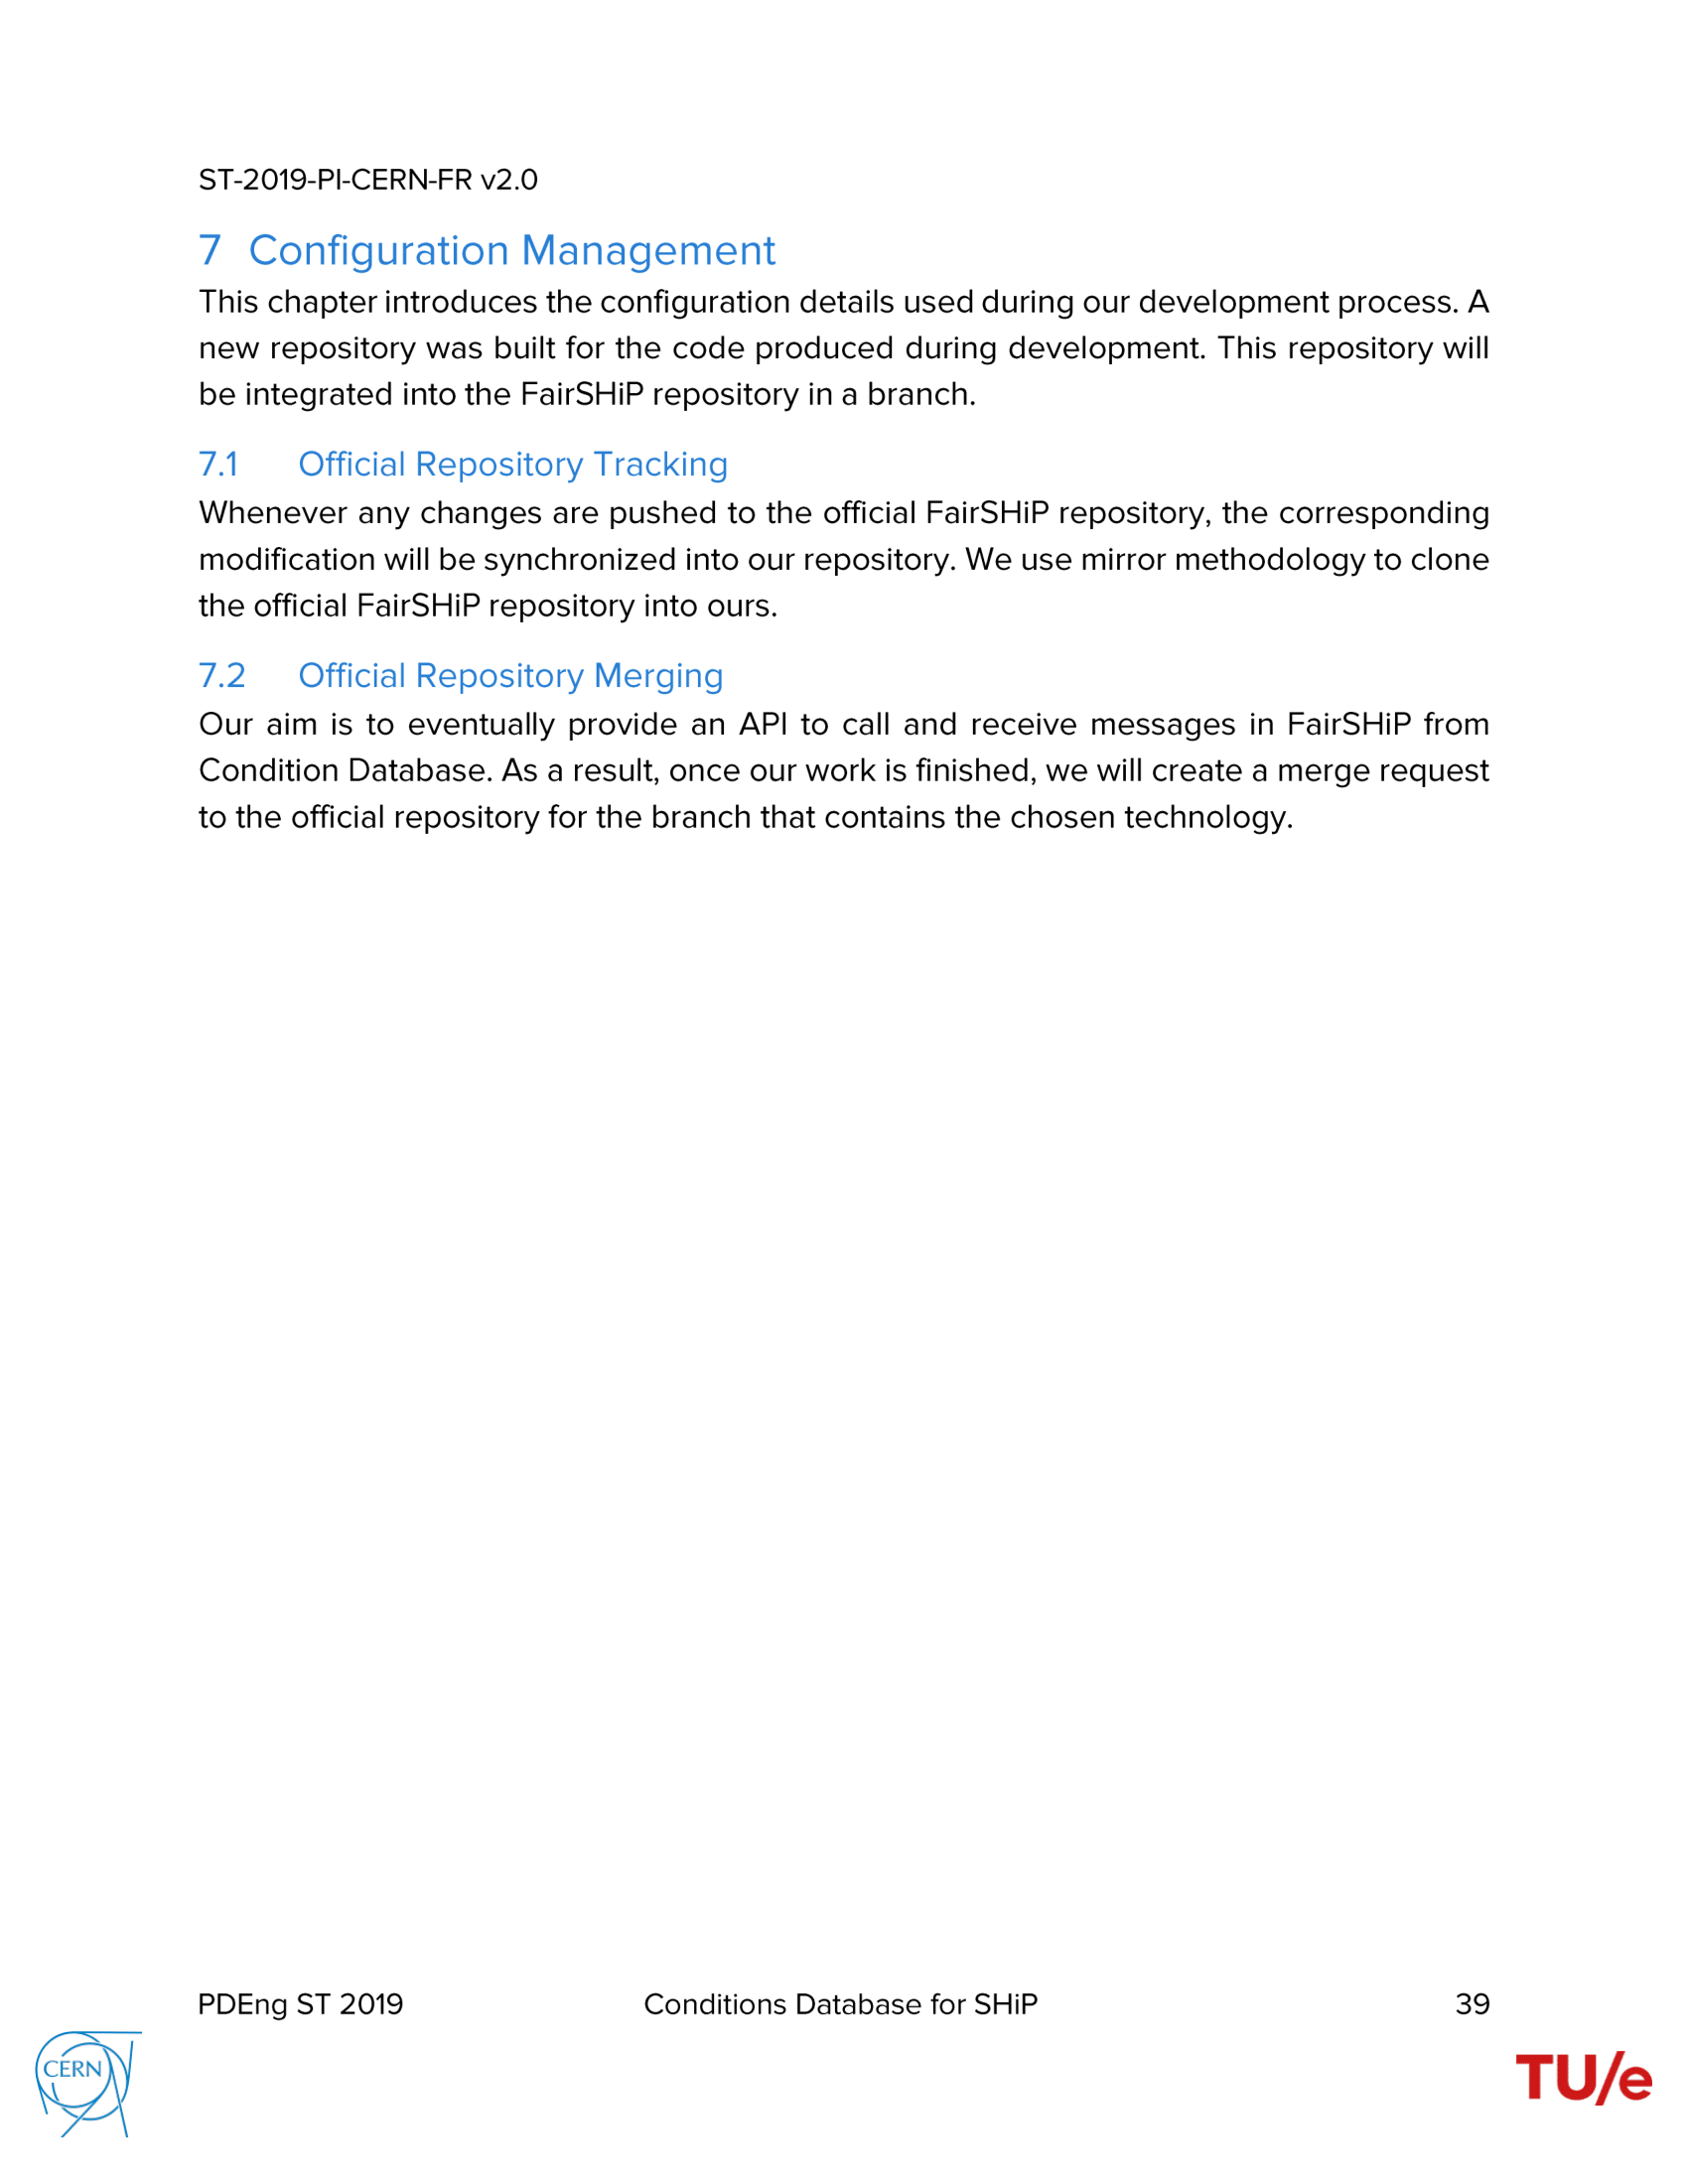 ST-2019-PI-CERN-FR v2.0
7 Configuration Management
This chapter introduces the configuration details used during our development process. A
new repository was built for the code produced during development. This repository will
be integrated into the FairSHiP repository in a branch.
7.1 Official Repository Tracking
Whenever any changes are pushed to the official FairSHiP repository, the corresponding
modification will be synchronized into our repository. We use mirror methodology to clone
the official FairSHiP repository into ours.
7.2 Official Repository Merging
Our aim is to eventually provide an API to call and receive messages in FairSHiP from
Condition Database. As a result, once our work is finished, we will create a merge request
to the official repository for the branch that contains the chosen technology.
PDEng ST 2019 Conditions Database for SHiP 39
CERN
TU/e